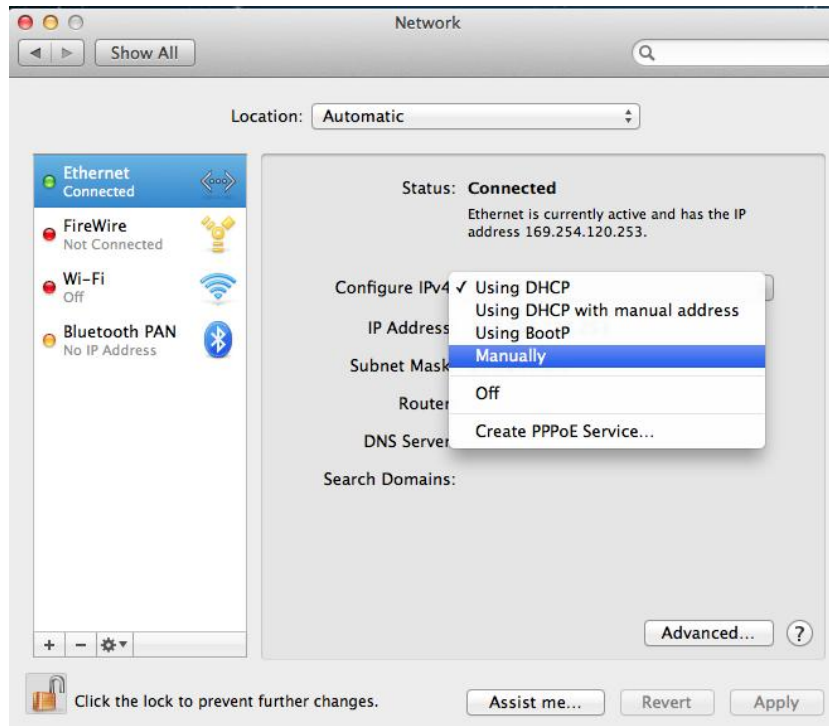 Network
Show All
Location: Automatic
Ethernet
Connected
FireWire
Not Connected
Wi-Fi
Off
Bluetooth PAN
No IP Address
Status: Connected
Ethernet is currently active and has the IP
address 169.254.120.253.
Configure IPv4
✓ Using DHCP
Using DHCP with manual address
Using BootP
Manually
Off
Create PPPoE Service...
IP Address
Subnet Mask
Router
DNS Server
Search Domains:
Advanced... ?
+ −
Click the lock to prevent further changes.
Assist me... Revert Apply